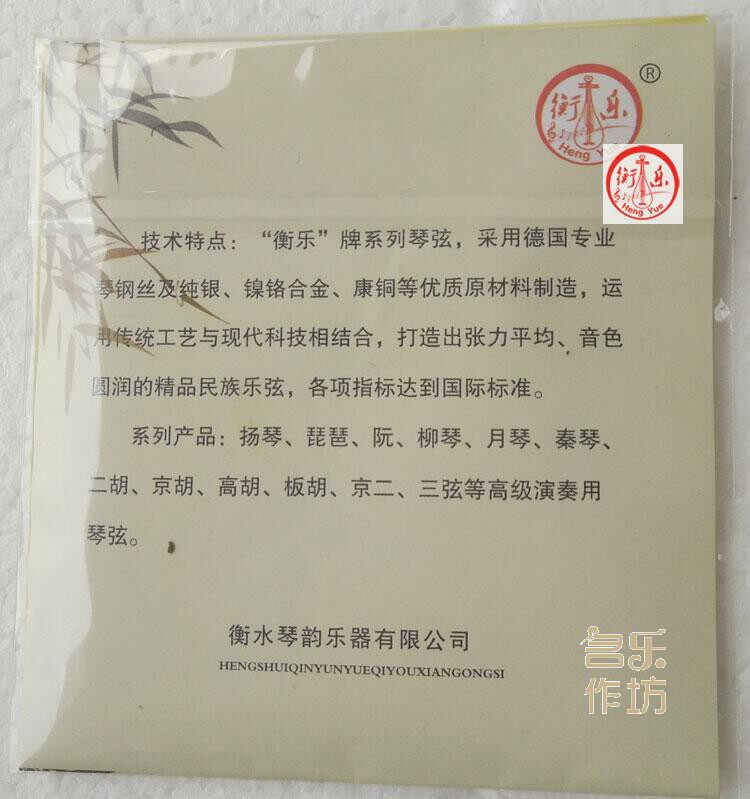 衡乐
Heng Yue
®
衡乐
Heng Yue
技术特点：“衡乐”牌系列琴弦，采用德国专业
琴钢丝及纯银、镍铬合金、康铜等优质原材料制造，运
用传统工艺与现代科技相结合，打造出张力平均、音色
圆润的精品民族乐弦，各项指标达到国际标准。
系列产品：扬琴、琵琶、阮、柳琴、月琴、秦琴、
二胡、京胡、高胡、板胡、京二、三弦等高级演奏用
琴弦。
衡水琴韵乐器有限公司
HENGSHUIQINYUNYUEQIYOUXIANGONGSI
名乐
作坊